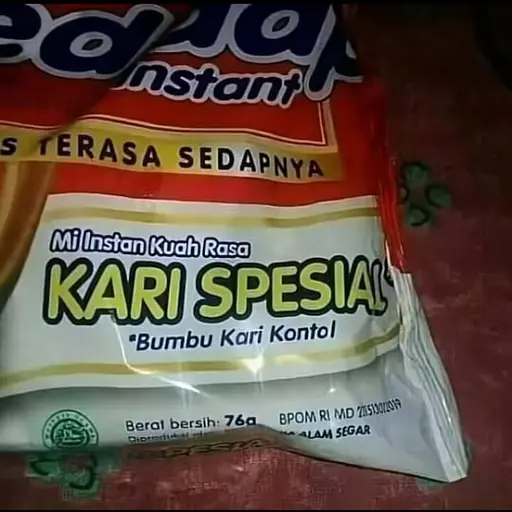 edaap
instant
S TERASA SEDAPNYA
Mi Instan Kuah Rasa
KARI SPESIAL
*Bumbu Kari Kontol
Berat bersih: 76g
BPOM RI MD
ALAM SEGAR